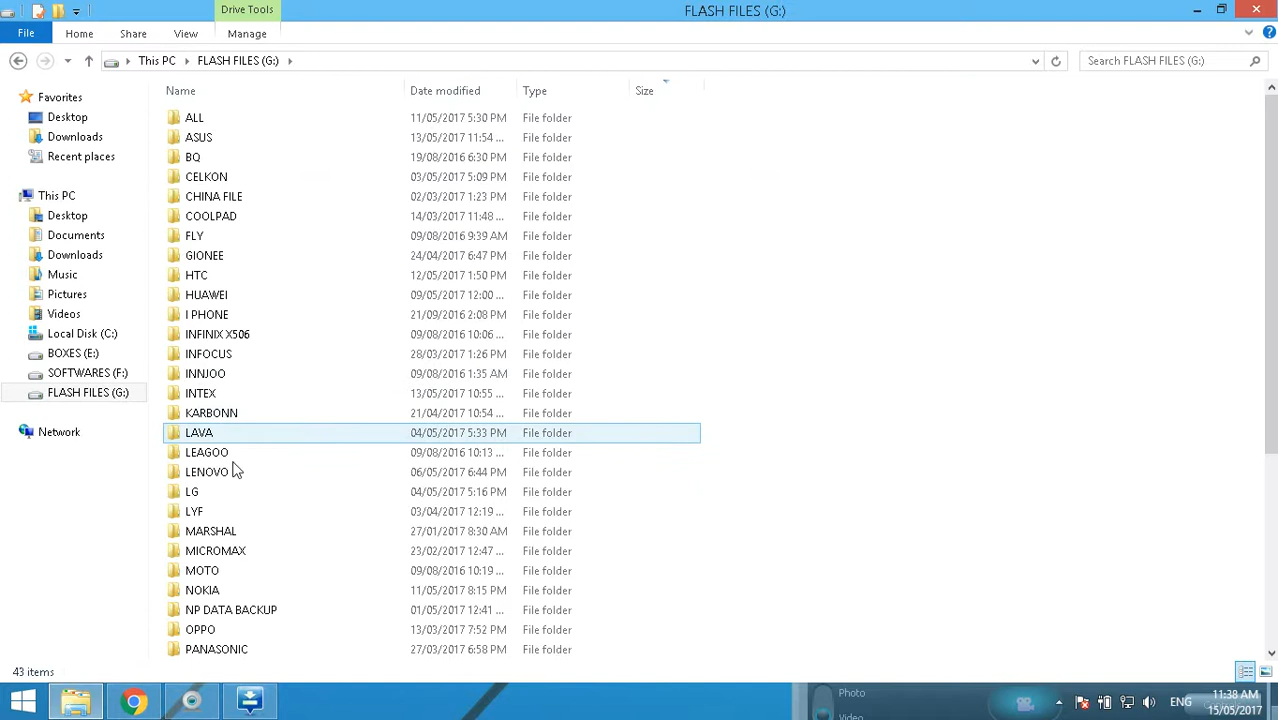 FLASH FILES (G:)
Drive Tools
File Home Share View Manage
This PC FLASH FILES (G:) Search FLASH FILES (G:)
Favorites
Desktop
Downloads
Recent places
This PC
Desktop
Documents
Downloads
Music
Pictures
Videos
Local Disk (C:)
BOXES (E:)
SOFTWARES (F:)
FLASH FILES (G:)
Network
Name Date modified Type Size
ALL 11/05/2017 5:30 PM File folder
ASUS 13/05/2017 11:54 ... File folder
BQ 19/08/2016 6:30 PM File folder
CELKON 03/05/2017 5:09 PM File folder
CHINA FILE 02/03/2017 1:23 PM File folder
COOLPAD 14/03/2017 11:48 ... File folder
FLY 09/08/2016 9:39 AM File folder
GIONEE 24/04/2017 6:47 PM File folder
HTC 12/05/2017 1:50 PM File folder
HUAWEI 09/05/2017 12:00 ... File folder
I PHONE 21/09/2016 2:08 PM File folder
INFINIX X506 09/08/2016 10:06 ... File folder
INFOCUS 28/03/2017 1:26 PM File folder
INNJOO 09/08/2016 1:35 AM File folder
INTEX 13/05/2017 10:55 ... File folder
KARBONN 21/04/2017 10:54 ... File folder
LAVA 04/05/2017 5:33 PM File folder
LEAGOO 09/08/2016 10:13 ... File folder
LENOVO 06/05/2017 6:44 PM File folder
LG 04/05/2017 5:16 PM File folder
LYF 03/04/2017 12:19 ... File folder
MARSHAL 27/01/2017 8:30 AM File folder
MICROMAX 23/02/2017 12:47 ... File folder
MOTO 09/08/2016 10:19 ... File folder
NOKIA 11/05/2017 8:15 PM File folder
NP DATA BACKUP 01/05/2017 12:41 ... File folder
OPPO 13/03/2017 7:52 PM File folder
PANASONIC 27/03/2017 6:58 PM File folder
43 items
Photo
Video
ENG
11:38 AM
15/05/2017